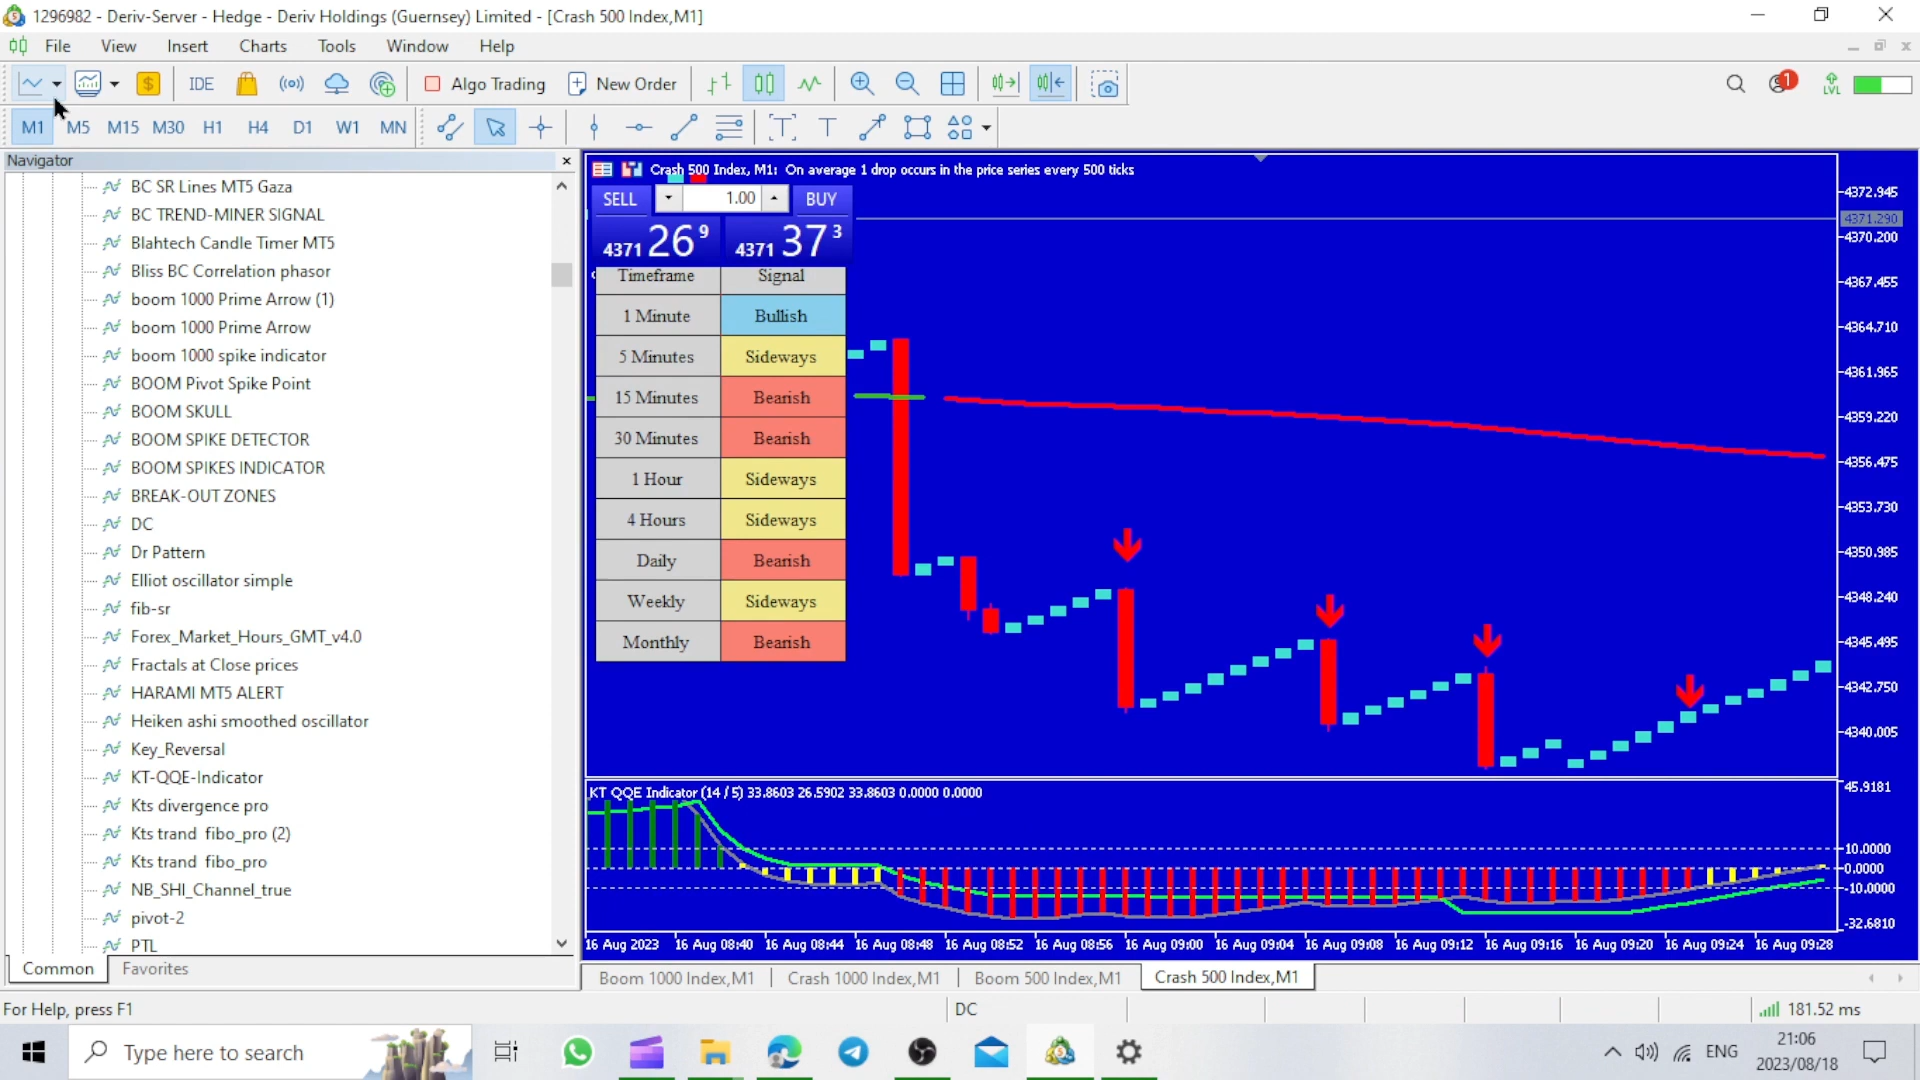 1296982 - Deriv-Server - Hedge - Deriv Holdings (Guernsey) Limited - [Crash 500 Index,M1]
File View Insert Charts Tools Window Help
IDE Algo Trading New Order 1 LVL
M1 M5 M15 M30 H1 H4 D1 W1 MN T T
Navigator
BC SR Lines MT5 Gaza
BC TREND-MINER SIGNAL
Blahtech Candle Timer MT5
Bliss BC Correlation phasor
boom 1000 Prime Arrow (1)
boom 1000 Prime Arrow
boom 1000 spike indicator
BOOM Pivot Spike Point
BOOM SKULL
BOOM SPIKE DETECTOR
BOOM SPIKES INDICATOR
BREAK-OUT ZONES
DC
Dr Pattern
Elliot oscillator simple
fib-sr
Forex_Market_Hours_GMT_v4.0
Fractals at Close prices
HARAMI MT5 ALERT
Heiken ashi smoothed oscillator
Key_Reversal
KT-QQE-Indicator
Kts divergence pro
Kts trand fibo_pro (2)
Kts trand fibo_pro
NB_SHI_Channel_true
pivot-2
PTL
Common Favorites
Crash 500 Index, M1: On average 1 drop occurs in the price series every 500 ticks
SELL 1.00 BUY
4371 26 9 4371 37 3
Timeframe Signal
1 Minute Bullish
5 Minutes Sideways
15 Minutes Bearish
30 Minutes Bearish
1 Hour Sideways
4 Hours Sideways
Daily Bearish
Weekly Sideways
Monthly Bearish
4372.945
4371.290
4370.200
4367.455
4364.710
4361.965
4359.220
4356.475
4353.730
4350.985
4348.240
4345.495
4342.750
4340.005
KT QQE Indicator (14 / 5) 33.8603 26.5902 33.8603 0.0000 0.0000
45.9181
10.0000
0.0000
-10.0000
-32.6810
16 Aug 2023 16 Aug 08:40 16 Aug 08:44 16 Aug 08:48 16 Aug 08:52 16 Aug 08:56 16 Aug 09:00 16 Aug 09:04 16 Aug 09:08 16 Aug 09:12 16 Aug 09:16 16 Aug 09:20 16 Aug 09:24 16 Aug 09:28
Boom 1000 Index,M1 Crash 1000 Index,M1 Boom 500 Index,M1 Crash 500 Index,M1
For Help, press F1 DC 181.52 ms
Type here to search ENG 21:06
2023/08/18